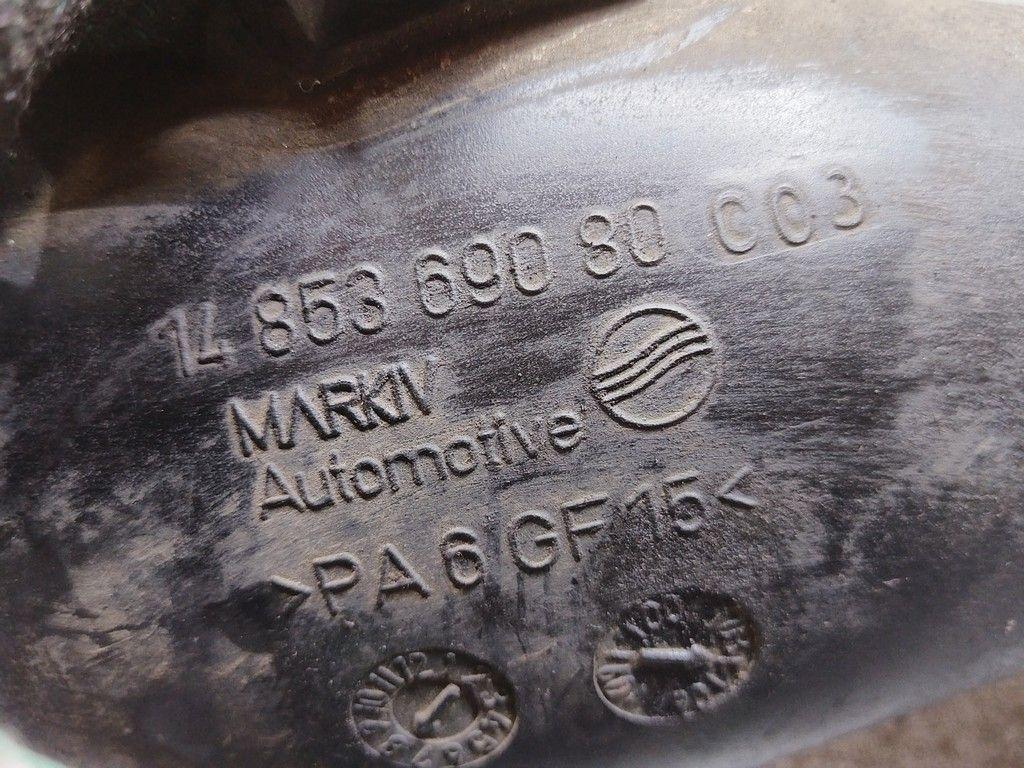 14 853 690 80 C03
MARKIV
Automotive
>PA 6 GF 15<